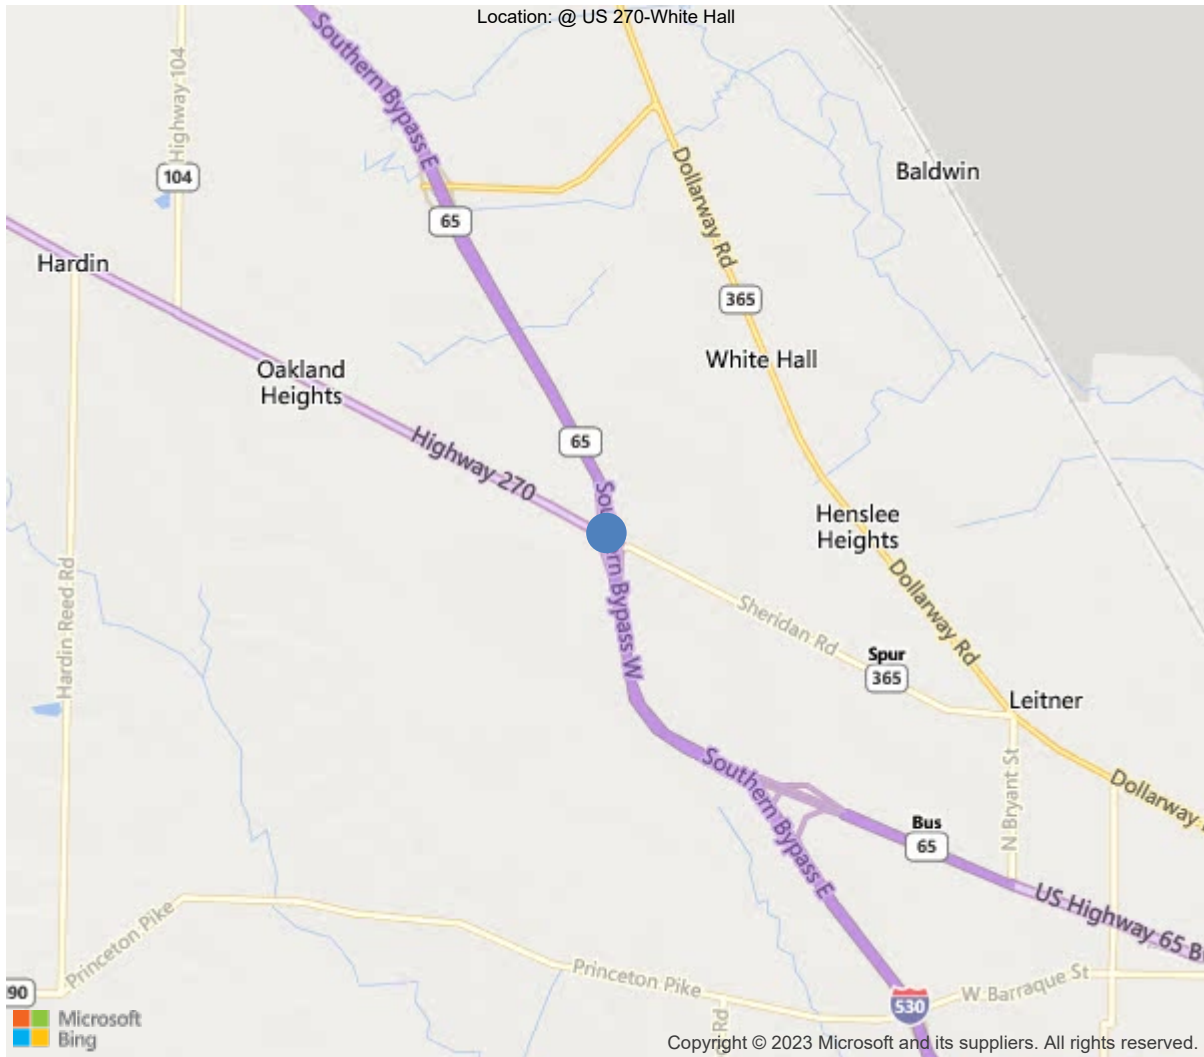 Location: @ US 270-White Hall
Southern Bypass E
Highway 104
104
Baldwin
65
Dollarway Rd
Hardin
365
White Hall
Oakland
Heights
65
Highway 270
Henslee
Heights
Southern Bypass W
Hardin Reed Rd
Sheridan Rd
Dollarway Rd
Spur
365
Leitner
Southern Bypass E
N Bryant St
Dollarway
Bus
65
US Highway 65 B
Princeton Pike
Princeton Pike
W Barraque St
90
530
Rd
Microsoft
Bing
Copyright © 2023 Microsoft and its suppliers. All rights reserved.